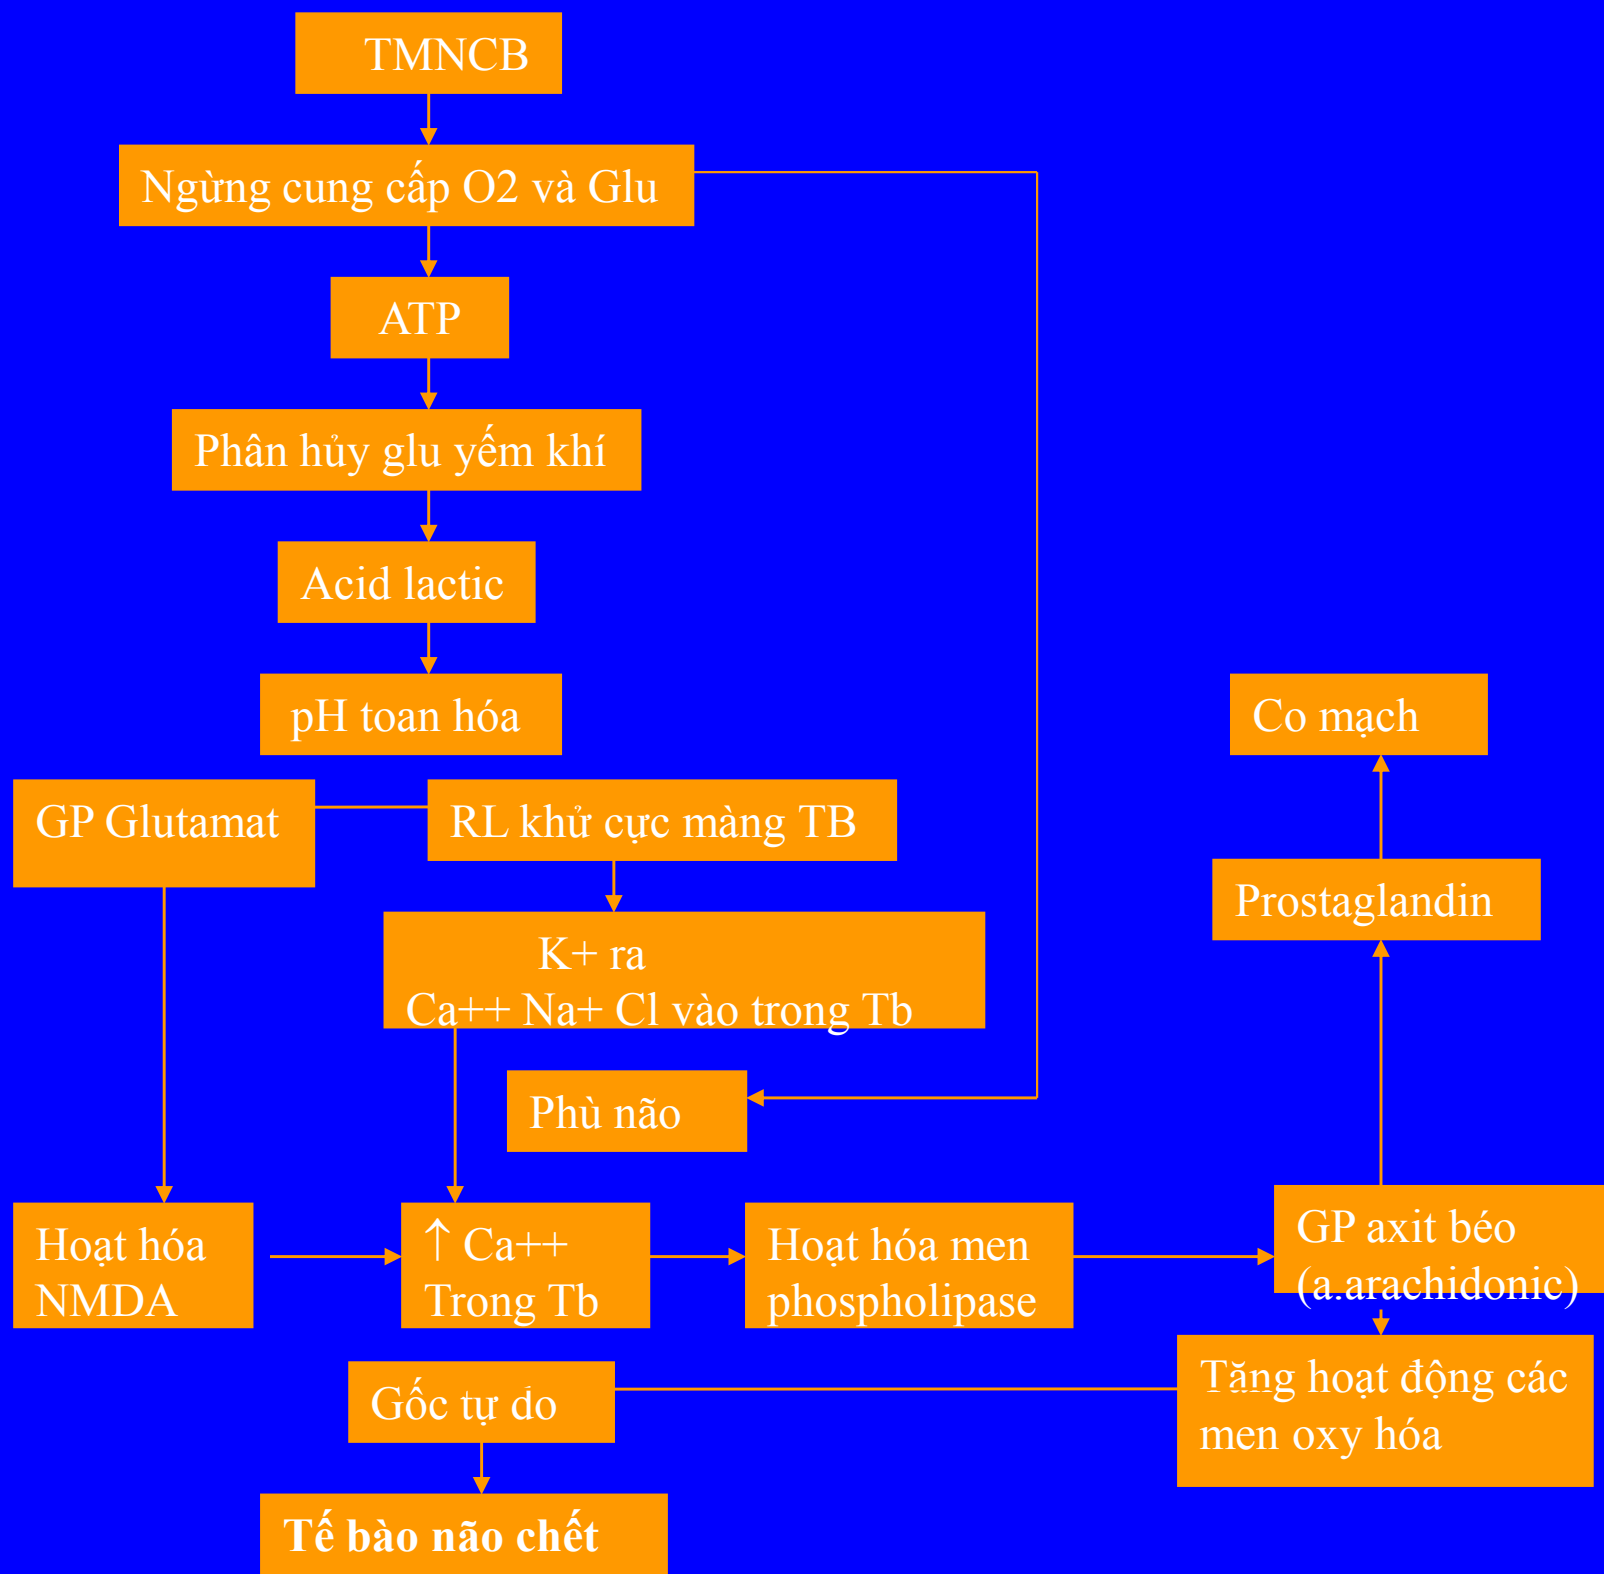 TMNCB
Ngừng cung cấp O2 và Glu
ATP
Phân hủy glu yếm khí
Acid lactic
pH toan hóa
Co mạch
GP Glutamat
RL khử cực màng TB
Prostaglandin
K+ ra
Ca++ Na+ Cl vào trong Tb
Phù não
Hoạt hóa
NMDA
↑ Ca++
Trong Tb
Hoạt hóa men
phospholipase
GP axit béo
(a.arachidonic)
Tăng hoạt động các
men oxy hóa
Gốc tự do
Tế bào não chết